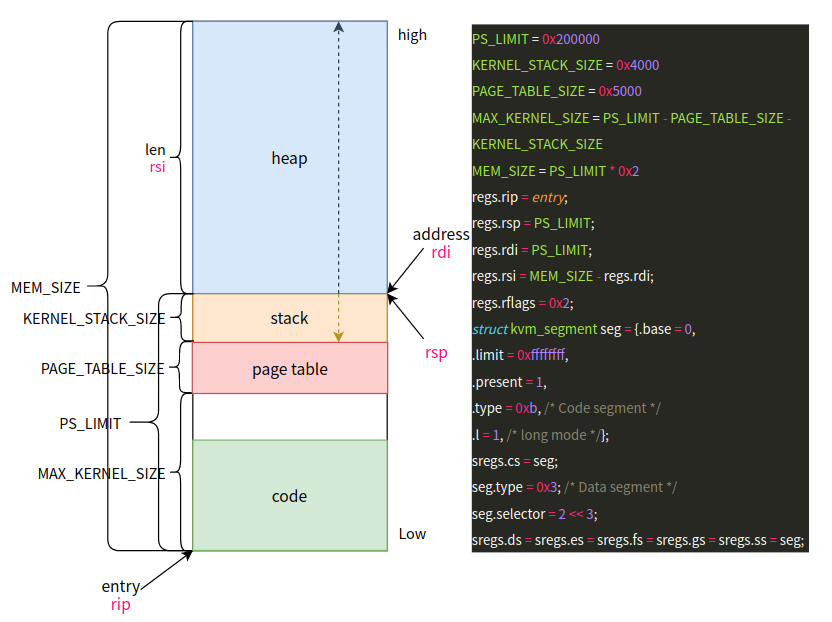 high
len
rsi
heap
address
rdi
MEM_SIZE
KERNEL_STACK_SIZE
stack
rsp
PAGE_TABLE_SIZE
page table
PS_LIMIT
MAX_KERNEL_SIZE
code
Low
entry
rip
PS_LIMIT = 0x200000
KERNEL_STACK_SIZE = 0x4000
PAGE_TABLE_SIZE = 0x5000
MAX_KERNEL_SIZE = PS_LIMIT - PAGE_TABLE_SIZE -
KERNEL_STACK_SIZE
MEM_SIZE = PS_LIMIT * 0x2
regs.rip = entry;
regs.rsp = PS_LIMIT;
regs.rdi = PS_LIMIT;
regs.rsi = MEM_SIZE - regs.rdi;
regs.rflags = 0x2;
struct kvm_segment seg = {.base = 0,
.limit = 0xffffffff,
.present = 1,
.type = 0xb, /* Code segment */
.l = 1, /* long mode */};
sregs.cs = seg;
seg.type = 0x3; /* Data segment */
seg.selector = 2 << 3;
sregs.ds = sregs.es = sregs.fs = sregs.gs = sregs.ss = seg;